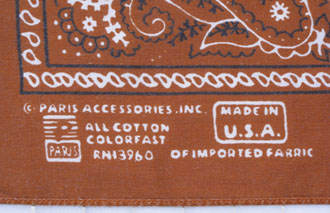 © PARIS ACCESSORIES, INC.
MADE IN
U.S.A.
ALL COTTON
COLORFAST
PARIS
RN13960
OF IMPORTED FABRIC